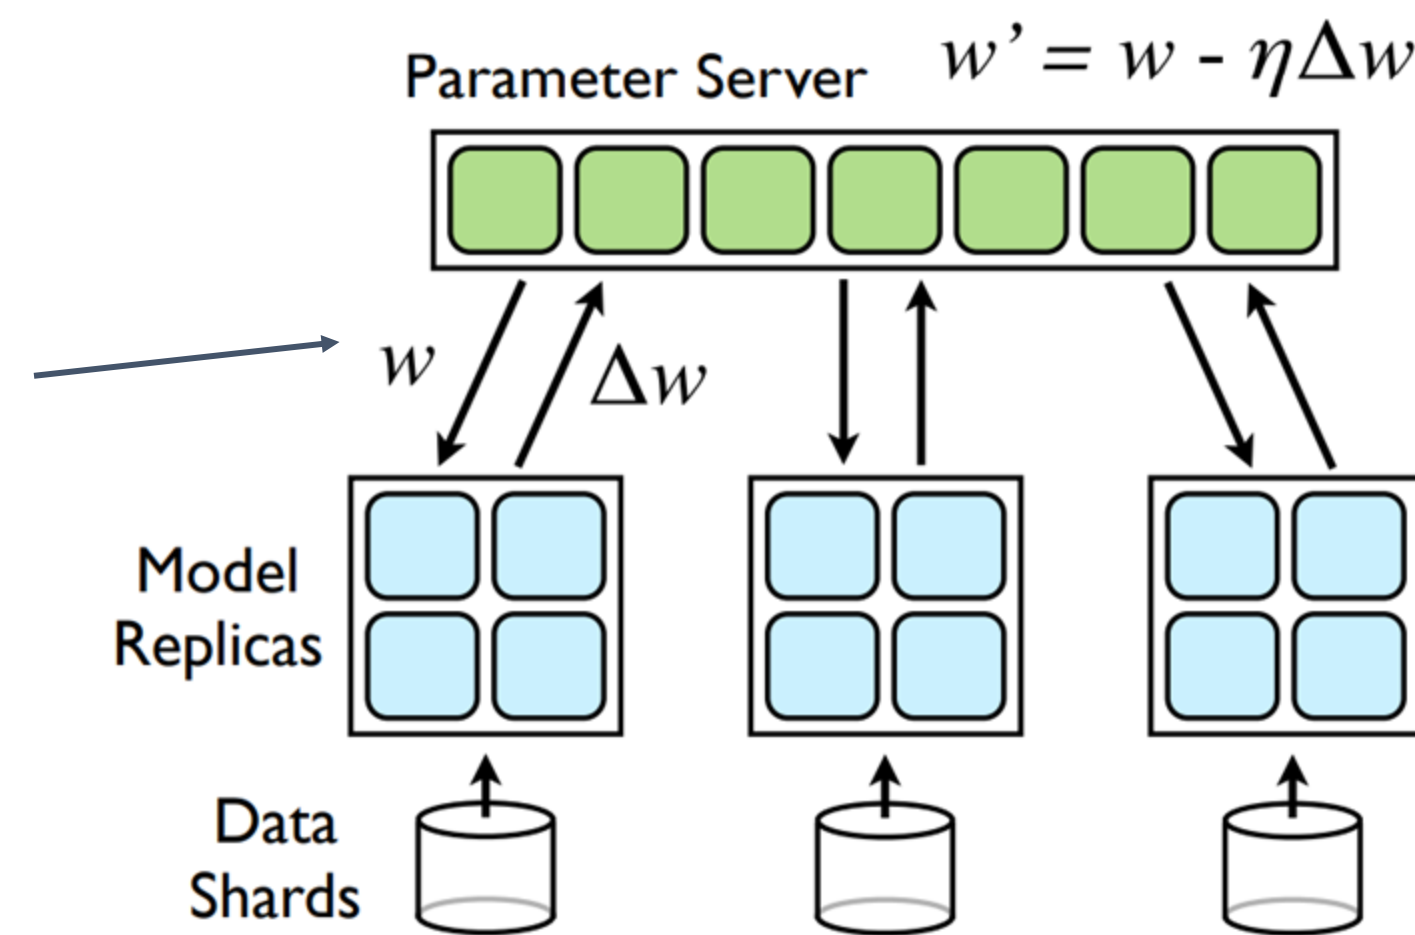 Parameter Server
w’ = w - ηΔw
w
Δw
Model
Replicas
Data
Shards